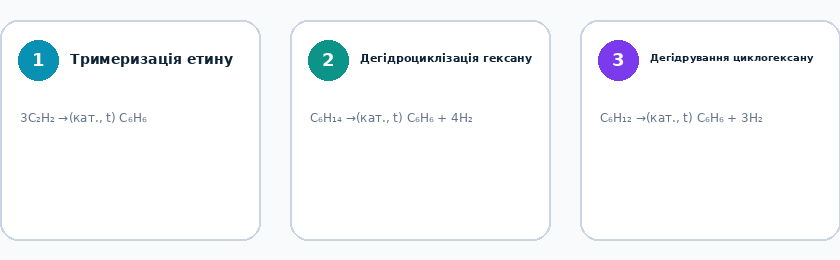 1 Тримеризація етину
3C₂H₂ →(кат., t) C₆H₆
2 Дегідроциклізація гексану
C₆H₁₄ →(кат., t) C₆H₆ + 4H₂
3 Дегідрування циклогексану
C₆H₁₂ →(кат., t) C₆H₆ + 3H₂